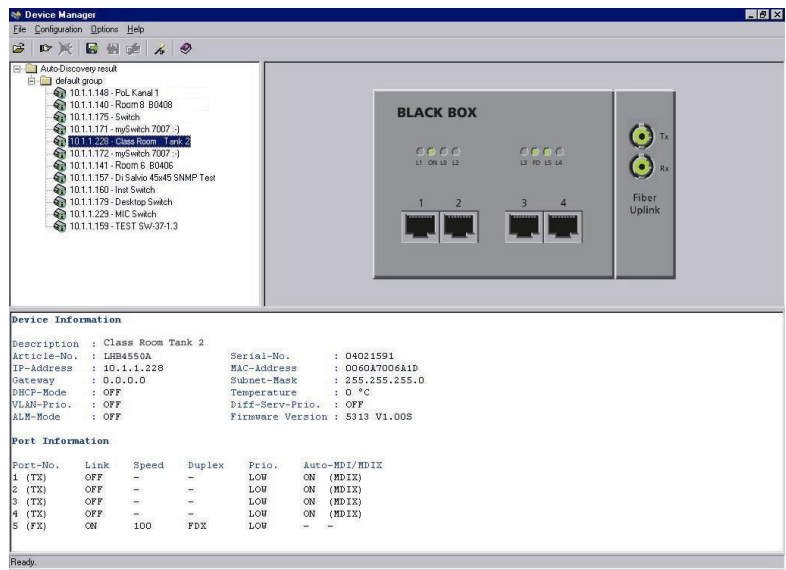 Device Manager
File Configuration Options Help
Auto-Discovery result
default group
10.1.1.148 - PoL Kanal 1
10.1.1.140 - Room 8 B0408
10.1.1.175 - Switch
10.1.1.171 - mySwitch 7007 :-)
10.1.1.228 - Class Room Tank 2
10.1.1.172 - mySwitch 7007 :-)
10.1.1.141 - Room 6 B0406
10.1.1.157 - Di Salvio 45x45 SNMP Test
10.1.1.160 - Inst Switch
10.1.1.179 - Desktop Switch
10.1.1.229 - MIC Switch
10.1.1.159 - TEST SW-37-1.3
BLACK BOX
L1 ON L0 L2
L3 FD L5 L4
1 2 3 4
Tx
Rx
Fiber
Uplink
Device Information
Description : Class Room Tank 2
Article-No. : LHB4550A Serial-No. : 04021591
IP-Address : 10.1.1.228 MAC-Address : 0060A7006A1D
Gateway : 0.0.0.0 Subnet-Mask : 255.255.255.0
DHCP-Mode : OFF Temperature : 0 °C
VLAN-Prio. : OFF Diff-Serv-Prio. : OFF
ALM-Mode : OFF Firmware Version : 5313 V1.00S
Port Information
Port-No. Link Speed Duplex Prio. Auto-MDI/MDIX
1 (TX) OFF - - LOW ON (MDIX)
2 (TX) OFF - - LOW ON (MDIX)
3 (TX) OFF - - LOW ON (MDIX)
4 (TX) OFF - - LOW ON (MDIX)
5 (FX) ON 100 FDX LOW - -
Ready.